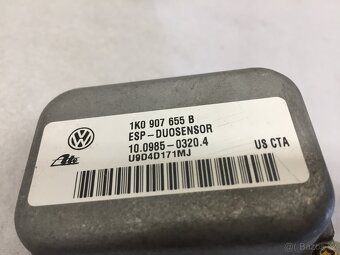 1K0 907 655 B
ESP-DUOSENSOR
Ate 10.0985-0320.4 US CTA
U9D4D171MJ